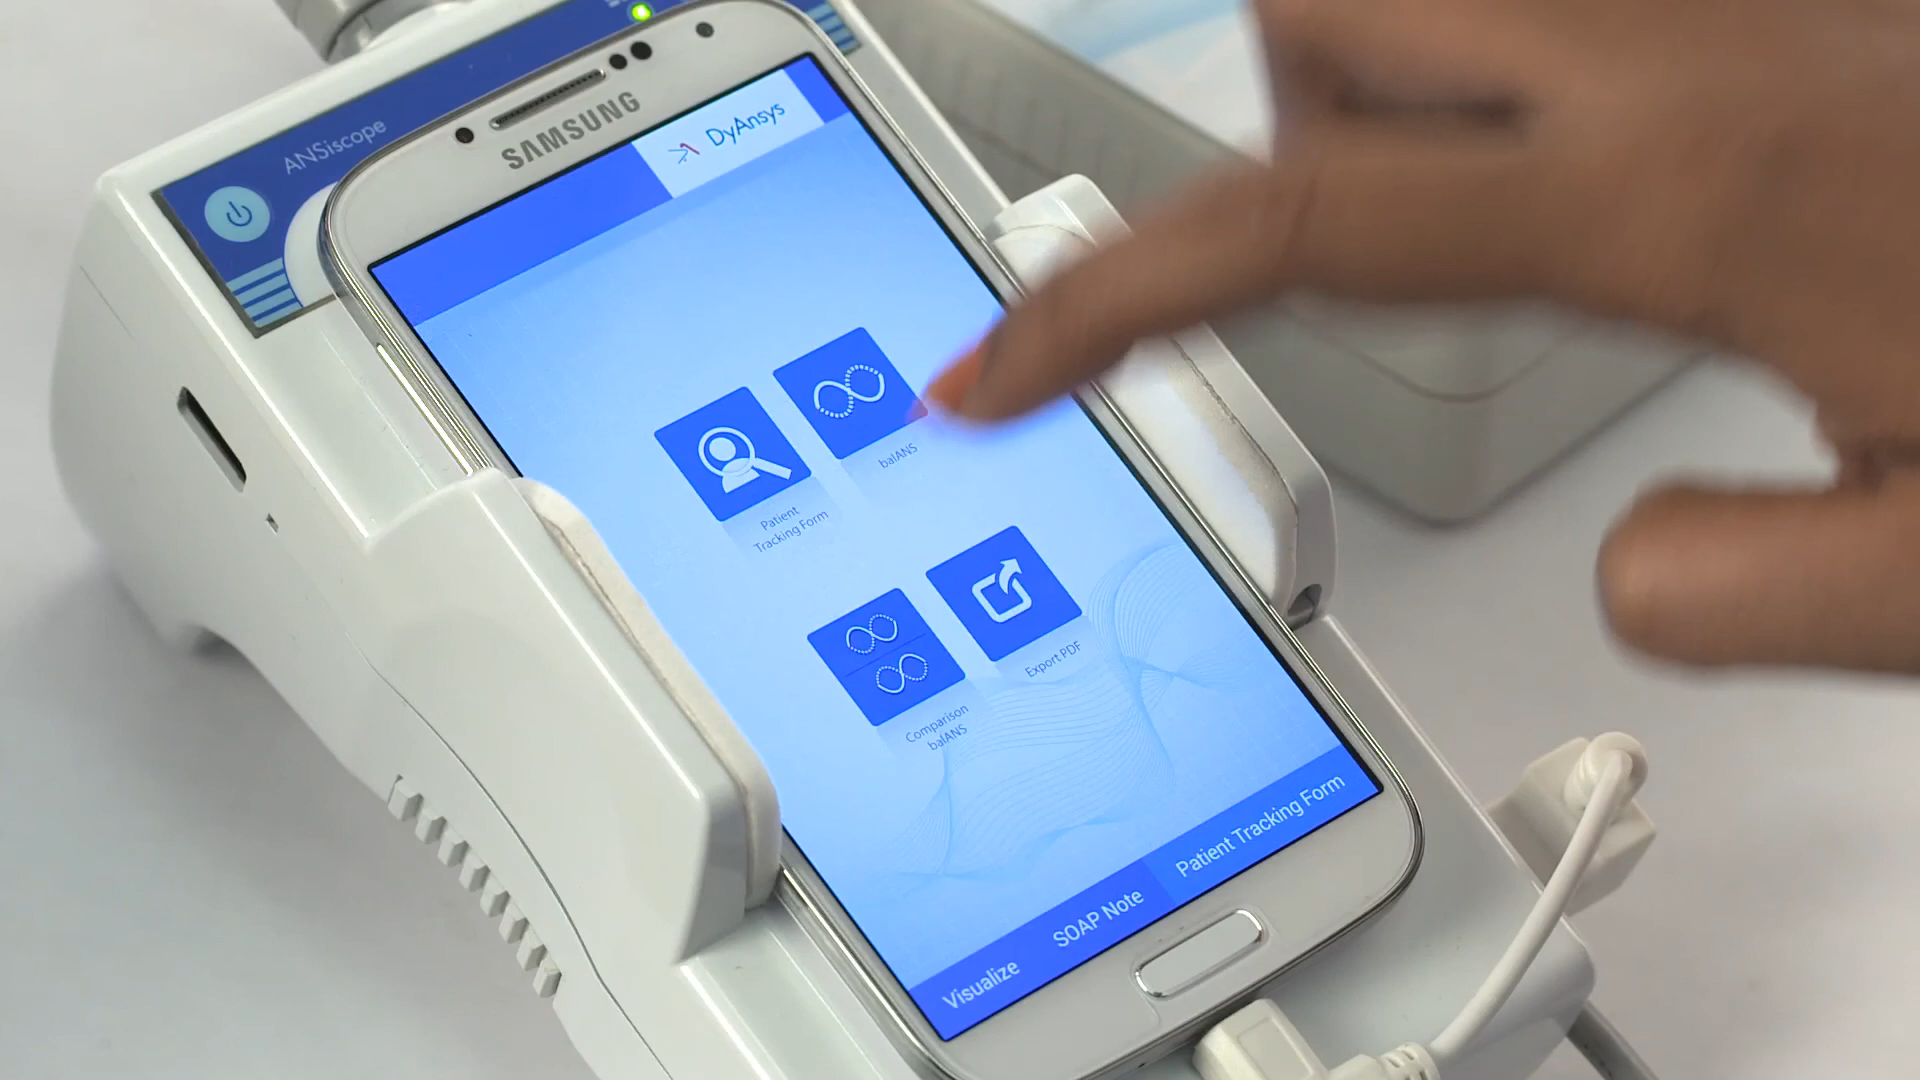 ANSiscope
SAMSUNG
DyAnsys
balANS
Patient
Tracking Form
Export PDF
Comparison
balANS
Visualize
SOAP Note
Patient Tracking Form